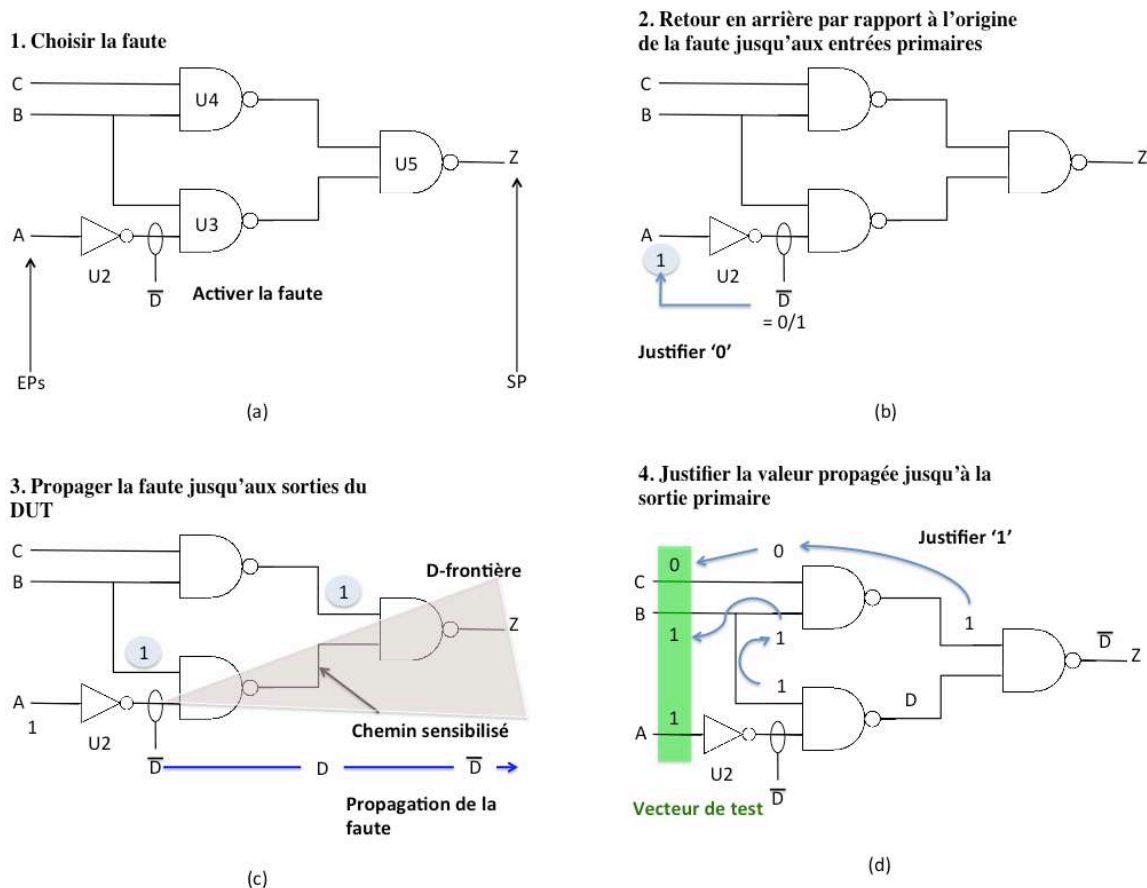 1. Choisir la faute
C
B
U4
U5
Z
A
U3
U2
D̅
Activer la faute
EPs
SP
(a)
2. Retour en arrière par rapport à l'origine
de la faute jusqu'aux entrées primaires
C
B
Z
A
1
U2
D̅
= 0/1
Justifier '0'
(b)
3. Propager la faute jusqu'aux sorties du
DUT
C
B
1
D-frontière
Z
1
A
1
U2
Chemin sensibilisé
D̅
D
D̅
Propagation de la
faute
(c)
4. Justifier la valeur propagée jusqu'à la
sortie primaire
Justifier '1'
0
0
C
B
1
1
1
D̅
Z
1
D
1
A
U2
D̅
Vecteur de test
(d)